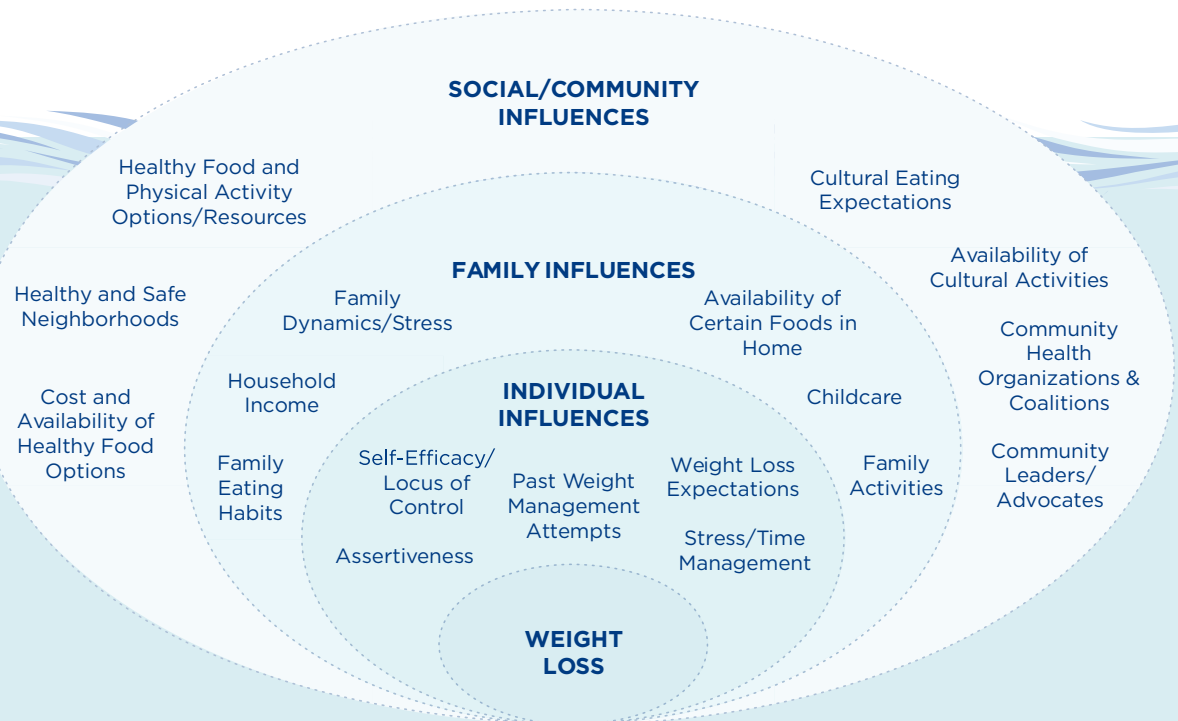 SOCIAL/COMMUNITY
INFLUENCES
Healthy Food and
Physical Activity
Options/Resources
Cultural Eating
Expectations
Healthy and Safe
Neighborhoods
Availability of
Cultural Activities
Cost and
Availability of
Healthy Food
Options
Community
Health
Organizations &
Coalitions
Community
Leaders/
Advocates
FAMILY INFLUENCES
Family
Dynamics/Stress
Availability of
Certain Foods in
Home
Household
Income
Childcare
Family
Eating
Habits
Family
Activities
INDIVIDUAL
INFLUENCES
Self-Efficacy/
Locus of
Control
Past Weight
Management
Attempts
Weight Loss
Expectations
Assertiveness
Stress/Time
Management
WEIGHT
LOSS